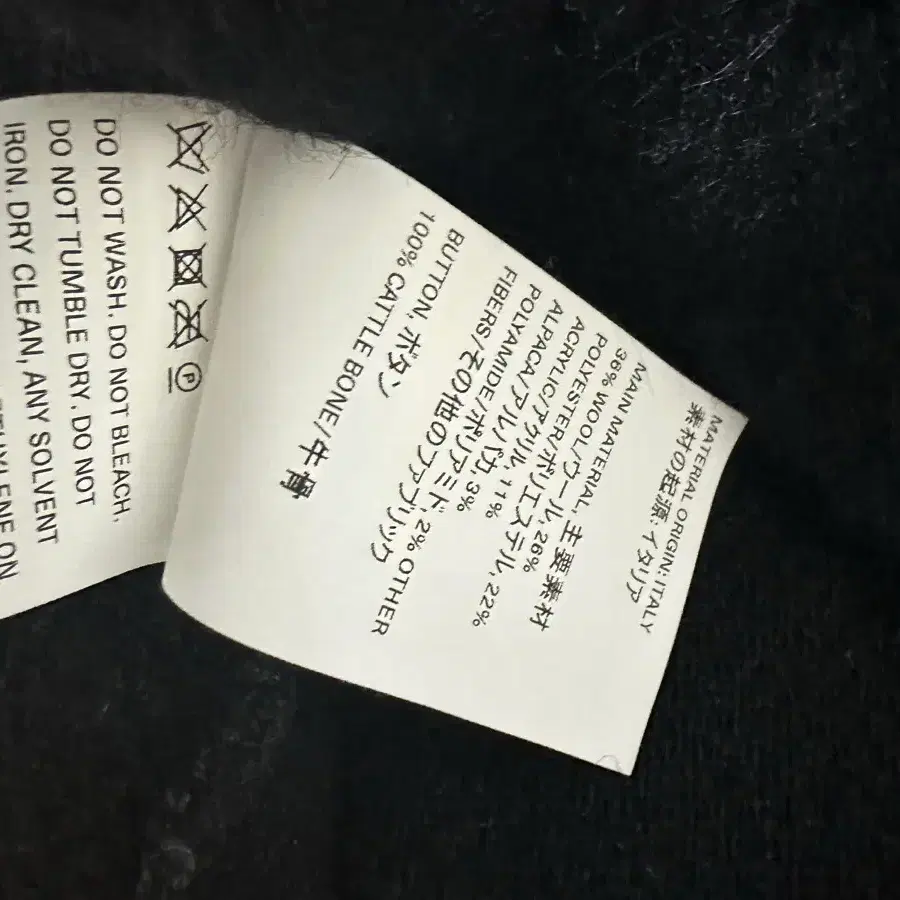 MATERIAL ORIGIN: ITALY
素材の起源: イタリア
MAIN MATERIAL, 主要素材
36% WOOL/ウール, 26%
POLYESTER/ポリエステル, 22%
ACRYLIC/アクリル, 11%
ALPACA/アルパカ, 3%
POLYAMIDE/ポリアミド, 2% OTHER
FIBERS/その他のファブリック
BUTTON, ボタン
100% CATTLE BONE/牛骨
P
DO NOT WASH. DO NOT BLEACH.
DO NOT TUMBLE DRY. DO NOT
IRON, DRY CLEAN, ANY SOLVENT
ON